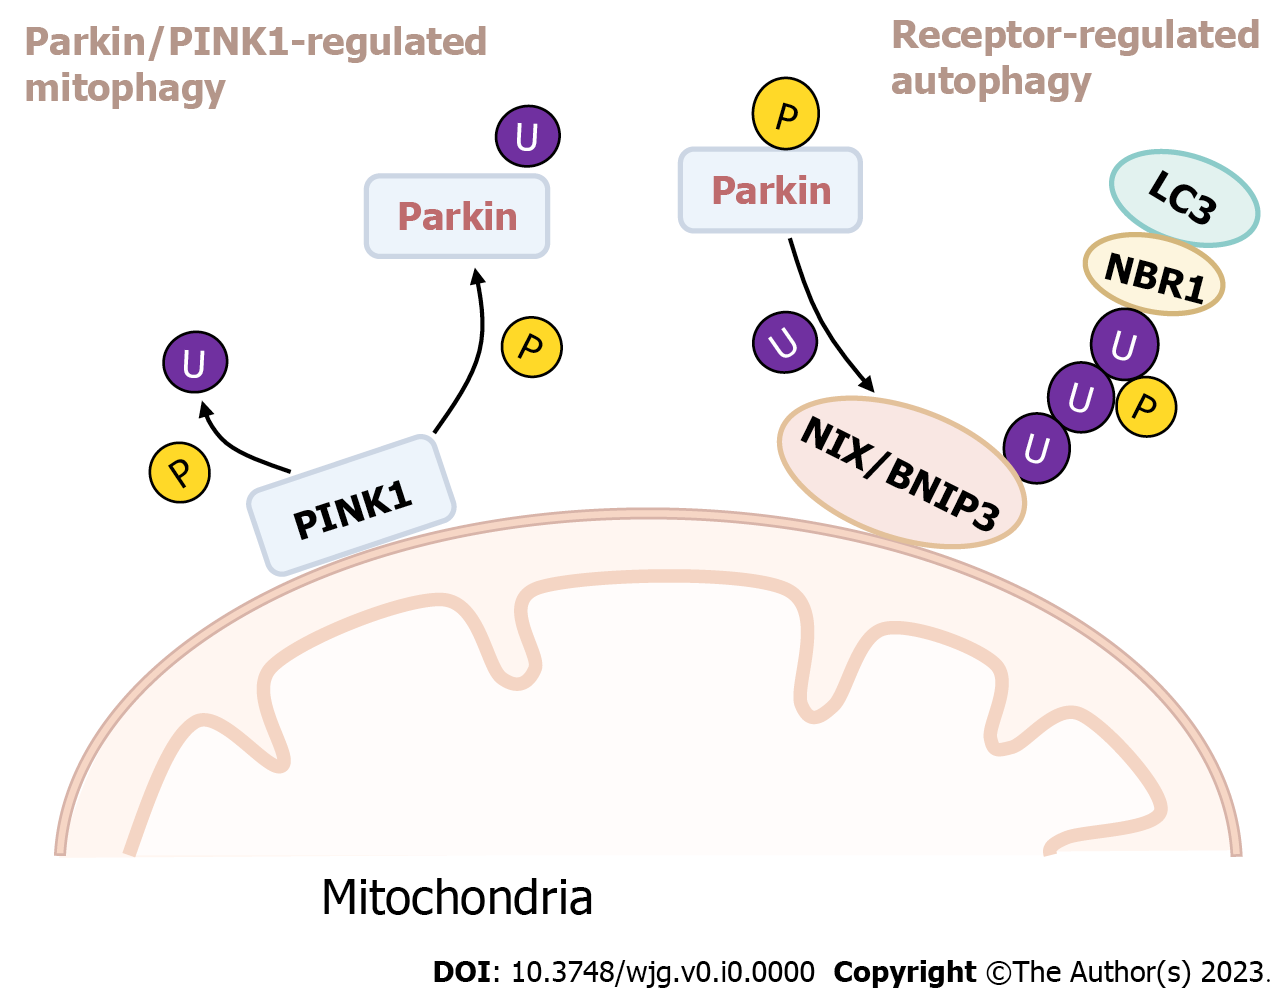 Parkin/PINK1-regulated
mitophagy
Receptor-regulated
autophagy
U
Parkin
P
U
P
PINK1
P
Parkin
U
NIX/BNIP3
LC3
NBR1
U
U
P
U
Mitochondria
DOI: 10.3748/wjg.v0.i0.0000 Copyright ©The Author(s) 2023.